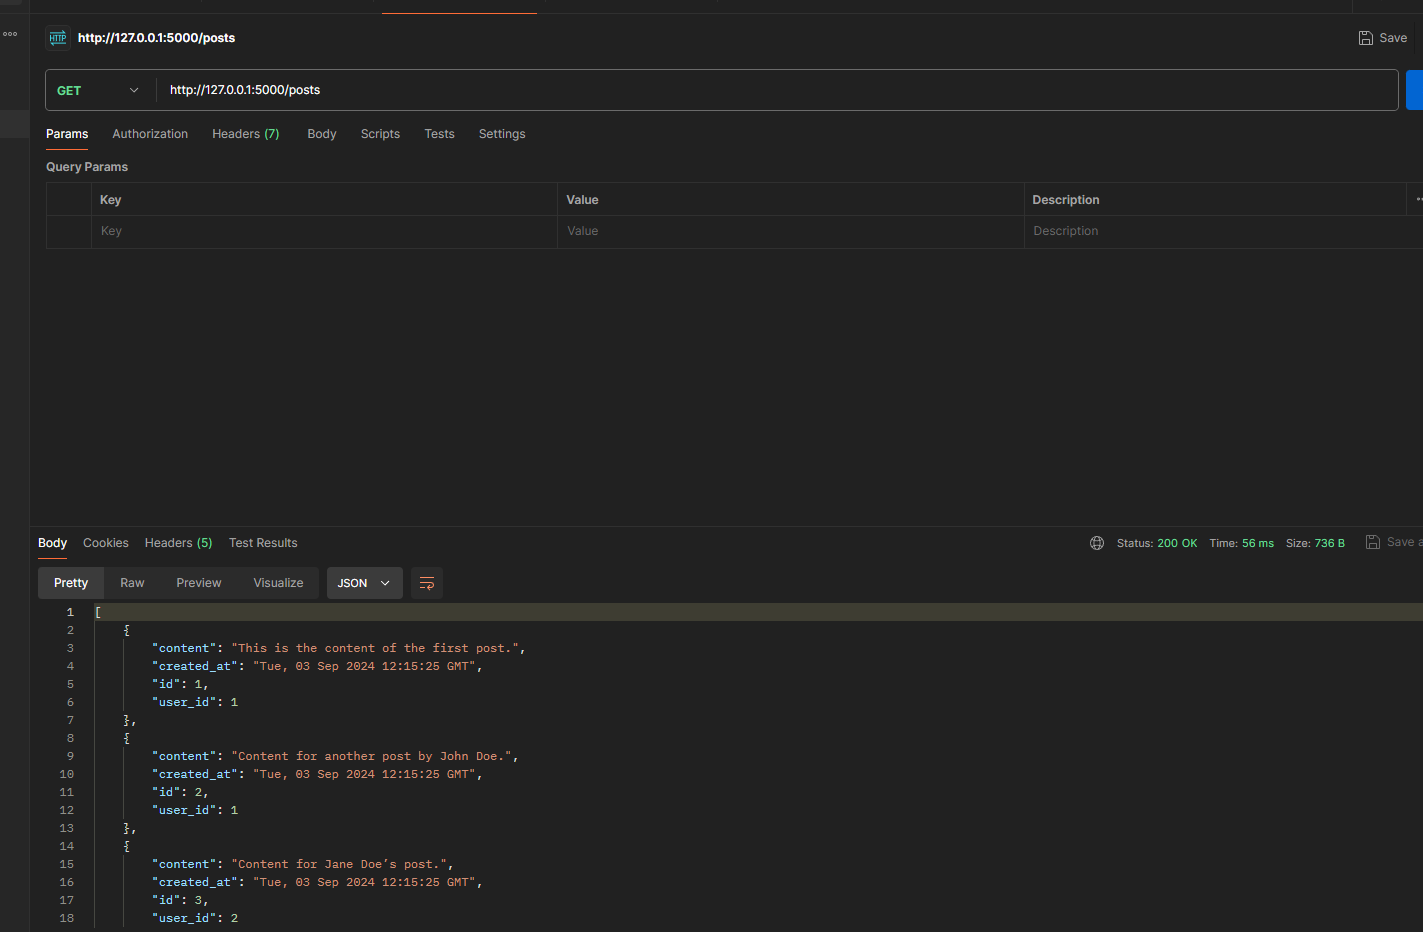 HTTP http://127.0.0.1:5000/posts Save
GET http://127.0.0.1:5000/posts
Params Authorization Headers (7) Body Scripts Tests Settings
Query Params
Key Value Description
Key Value Description
Body Cookies Headers (5) Test Results Status: 200 OK Time: 56 ms Size: 736 B Save
Pretty Raw Preview Visualize JSON
1 [
2 {
3 "content": "This is the content of the first post.",
4 "created_at": "Tue, 03 Sep 2024 12:15:25 GMT",
5 "id": 1,
6 "user_id": 1
7 },
8 {
9 "content": "Content for another post by John Doe.",
10 "created_at": "Tue, 03 Sep 2024 12:15:25 GMT",
11 "id": 2,
12 "user_id": 1
13 },
14 {
15 "content": "Content for Jane Doe’s post.",
16 "created_at": "Tue, 03 Sep 2024 12:15:25 GMT",
17 "id": 3,
18 "user_id": 2